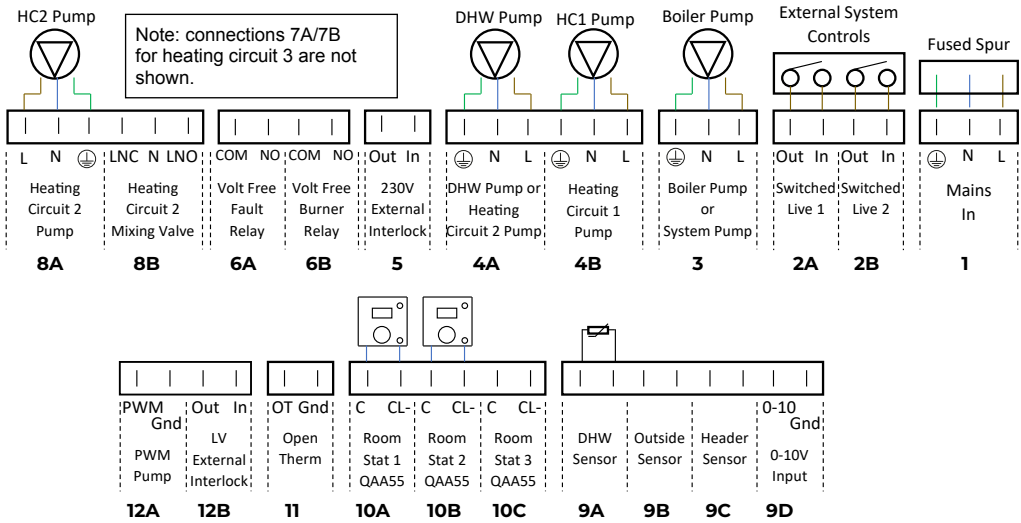 HC2 Pump
Note: connections 7A/7B
for heating circuit 3 are not
shown.
DHW Pump
HC1 Pump
Boiler Pump
External System
Controls
Fused Spur
L N LNC N LNO
COM NO COM NO
Out In
N L N L
N L
Out In Out In
N L
Heating
Circuit 2
Pump
Heating
Circuit 2
Mixing Valve
Volt Free
Fault
Relay
Volt Free
Burner
Relay
230V
External
Interlock
DHW Pump or
Heating
Circuit 2 Pump
Heating
Circuit 1
Pump
Boiler Pump
or
System Pump
Switched
Live 1
Switched
Live 2
Mains
In
8A 8B 6A 6B 5 4A 4B 3 2A 2B 1
PWM
Gnd
Out In
OT Gnd
C CL- C CL- C CL-
0-10
Gnd
PWM
Pump
LV
External
Interlock
Open
Therm
Room
Stat 1
QAA55
Room
Stat 2
QAA55
Room
Stat 3
QAA55
DHW
Sensor
Outside
Sensor
Header
Sensor
0-10V
Input
12A 12B 11 10A 10B 10C 9A 9B 9C 9D